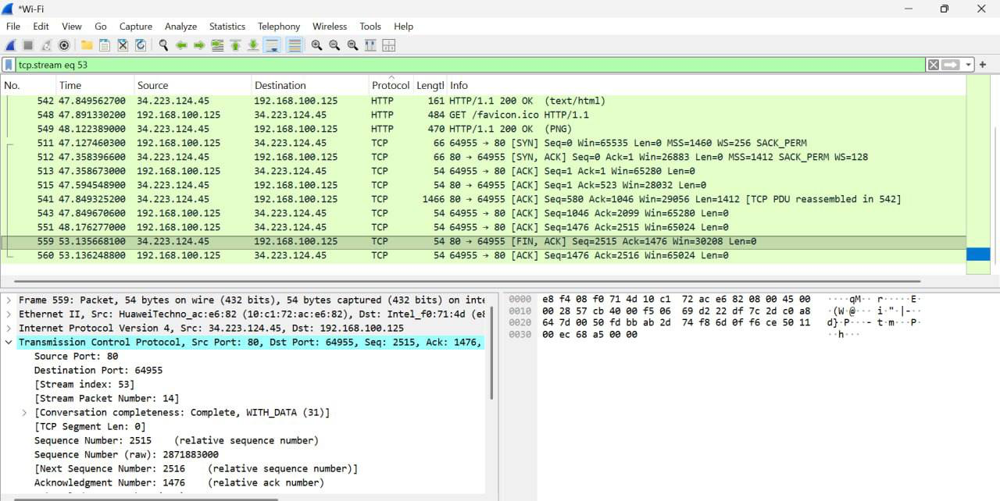 *Wi-Fi
File Edit View Go Capture Analyze Statistics Telephony Wireless Tools Help
tcp.stream eq 53
No. Time Source Destination Protocol Lengtl Info
542 47.849562700 34.223.124.45 192.168.100.125 HTTP 161 HTTP/1.1 200 OK (text/html)
548 47.891330200 192.168.100.125 34.223.124.45 HTTP 484 GET /favicon.ico HTTP/1.1
549 48.122389000 34.223.124.45 192.168.100.125 HTTP 470 HTTP/1.1 200 OK (PNG)
511 47.127460300 192.168.100.125 34.223.124.45 TCP 66 64955 → 80 [SYN] Seq=0 Win=65535 Len=0 MSS=1460 WS=256 SACK_PERM
512 47.358396600 34.223.124.45 192.168.100.125 TCP 66 80 → 64955 [SYN, ACK] Seq=0 Ack=1 Win=26883 Len=0 MSS=1412 SACK_PERM WS=128
513 47.358673000 192.168.100.125 34.223.124.45 TCP 54 64955 → 80 [ACK] Seq=1 Ack=1 Win=65280 Len=0
515 47.594548900 34.223.124.45 192.168.100.125 TCP 54 80 → 64955 [ACK] Seq=1 Ack=523 Win=28032 Len=0
541 47.849325200 34.223.124.45 192.168.100.125 TCP 1466 80 → 64955 [ACK] Seq=580 Ack=1046 Win=29056 Len=1412 [TCP PDU reassembled in 542]
543 47.849670600 192.168.100.125 34.223.124.45 TCP 54 64955 → 80 [ACK] Seq=1046 Ack=2099 Win=65280 Len=0
551 48.176277000 192.168.100.125 34.223.124.45 TCP 54 64955 → 80 [ACK] Seq=1476 Ack=2515 Win=65024 Len=0
559 53.135668100 34.223.124.45 192.168.100.125 TCP 54 80 → 64955 [FIN, ACK] Seq=2515 Ack=1476 Win=30208 Len=0
560 53.136248800 192.168.100.125 34.223.124.45 TCP 54 64955 → 80 [ACK] Seq=1476 Ack=2516 Win=65024 Len=0
Frame 559: Packet, 54 bytes on wire (432 bits), 54 bytes captured (432 bits) on inte
Ethernet II, Src: HuaweiTechno_ac:e6:82 (10:c1:72:ac:e6:82), Dst: Intel_f0:71:4d (e8
Internet Protocol Version 4, Src: 34.223.124.45, Dst: 192.168.100.125
Transmission Control Protocol, Src Port: 80, Dst Port: 64955, Seq: 2515, Ack: 1476,
Source Port: 80
Destination Port: 64955
[Stream index: 53]
[Stream Packet Number: 14]
[Conversation completeness: Complete, WITH_DATA (31)]
[TCP Segment Len: 0]
Sequence Number: 2515 (relative sequence number)
Sequence Number (raw): 2871883000
[Next Sequence Number: 2516 (relative sequence number)]
Acknowledgment Number: 1476 (relative ack number)
0000 e8 f4 08 f0 71 4d 10 c1 72 ac e6 82 08 00 45 00 ····qM·· r·····E·
0010 00 28 57 cb 40 00 f5 06 69 d2 22 df 7c 2d c0 a8 ·(W·@··· i·"·|-··
0020 64 7d 00 50 fd bb ab 2d 74 f8 6d 0f f6 ce 50 11 d}·P···- t·m···P·
0030 00 ec 68 a5 00 00 ··h···